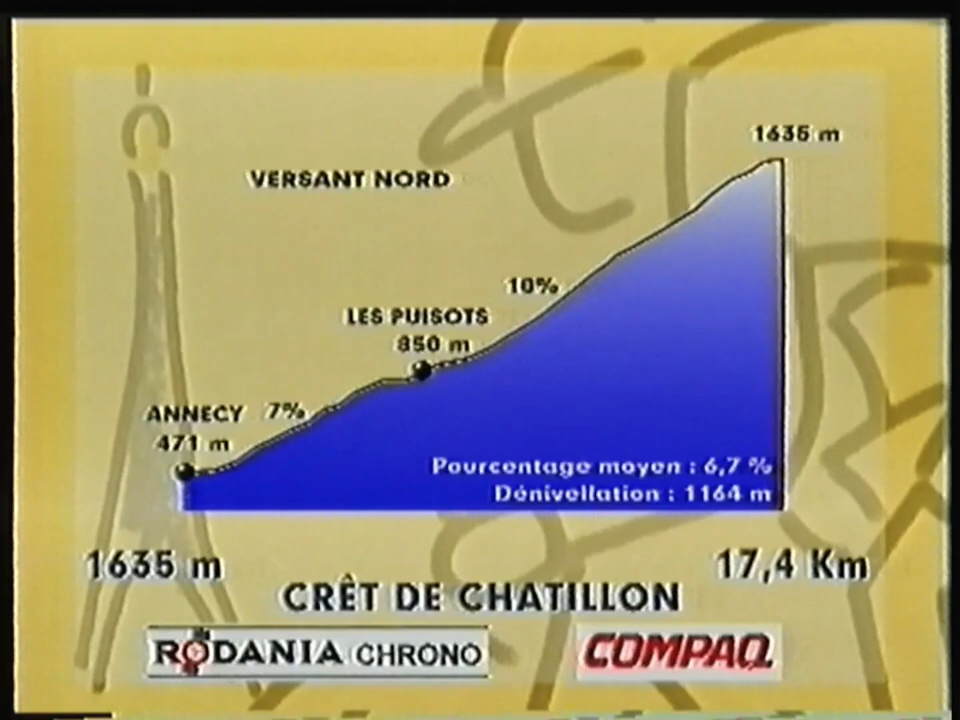 1635 m
VERSANT NORD
10%
LES PUISOTS
850 m
ANNECY 7%
471 m
Pourcentage moyen : 6,7 %
Dénivellation : 1164 m
1635 m 17,4 Km
CRÊT DE CHATILLON
RODANIA CHRONO COMPAQ